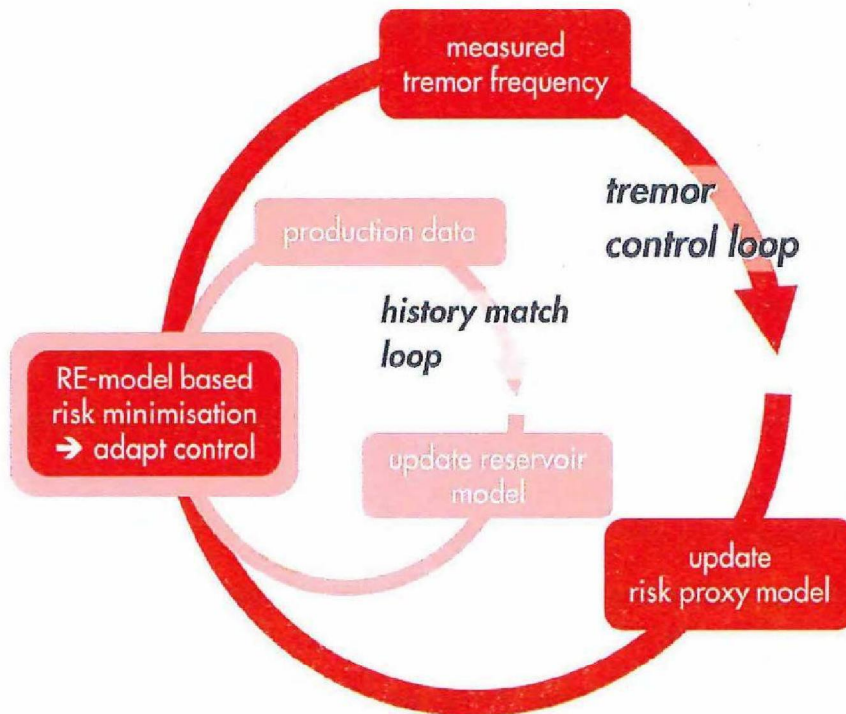 measured
tremor frequency
tremor
control loop
production data
history match
loop
RE-model based
risk minimisation
➔ adapt control
update reservoir
model
update
risk proxy model